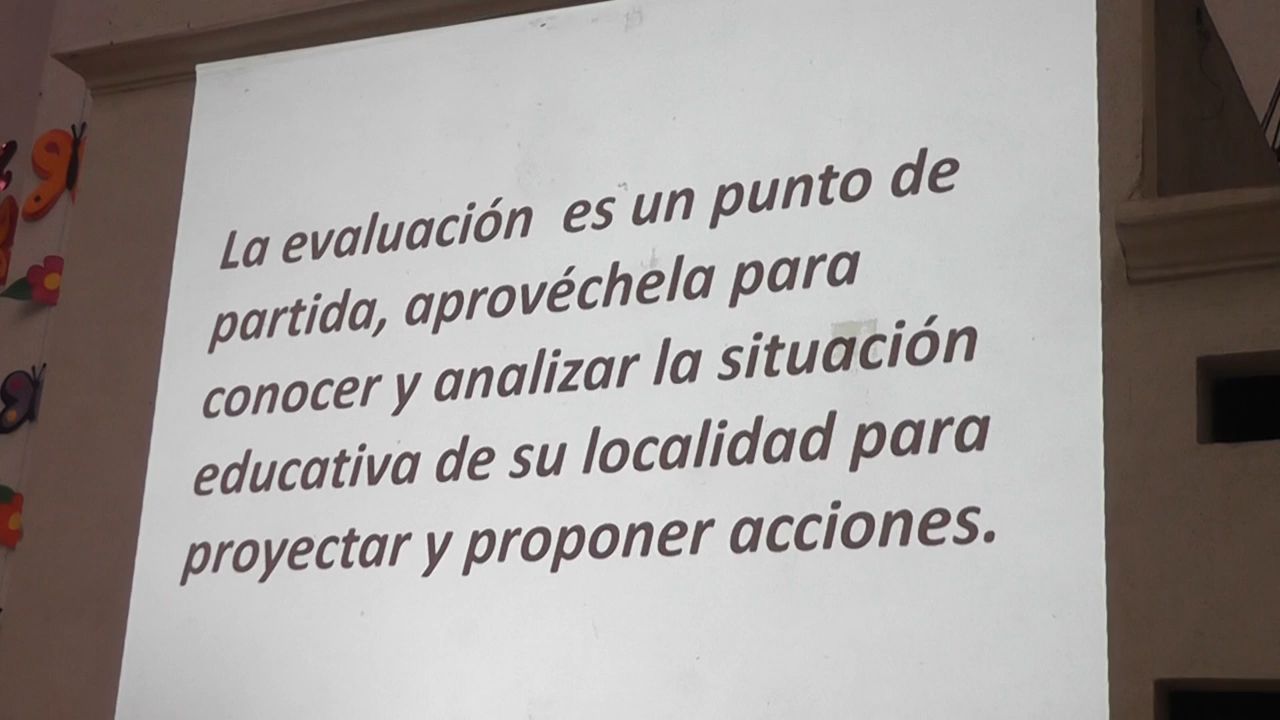 La evaluación es un punto de
partida, aprovéchela para
conocer y analizar la situación
educativa de su localidad para
proyectar y proponer acciones.